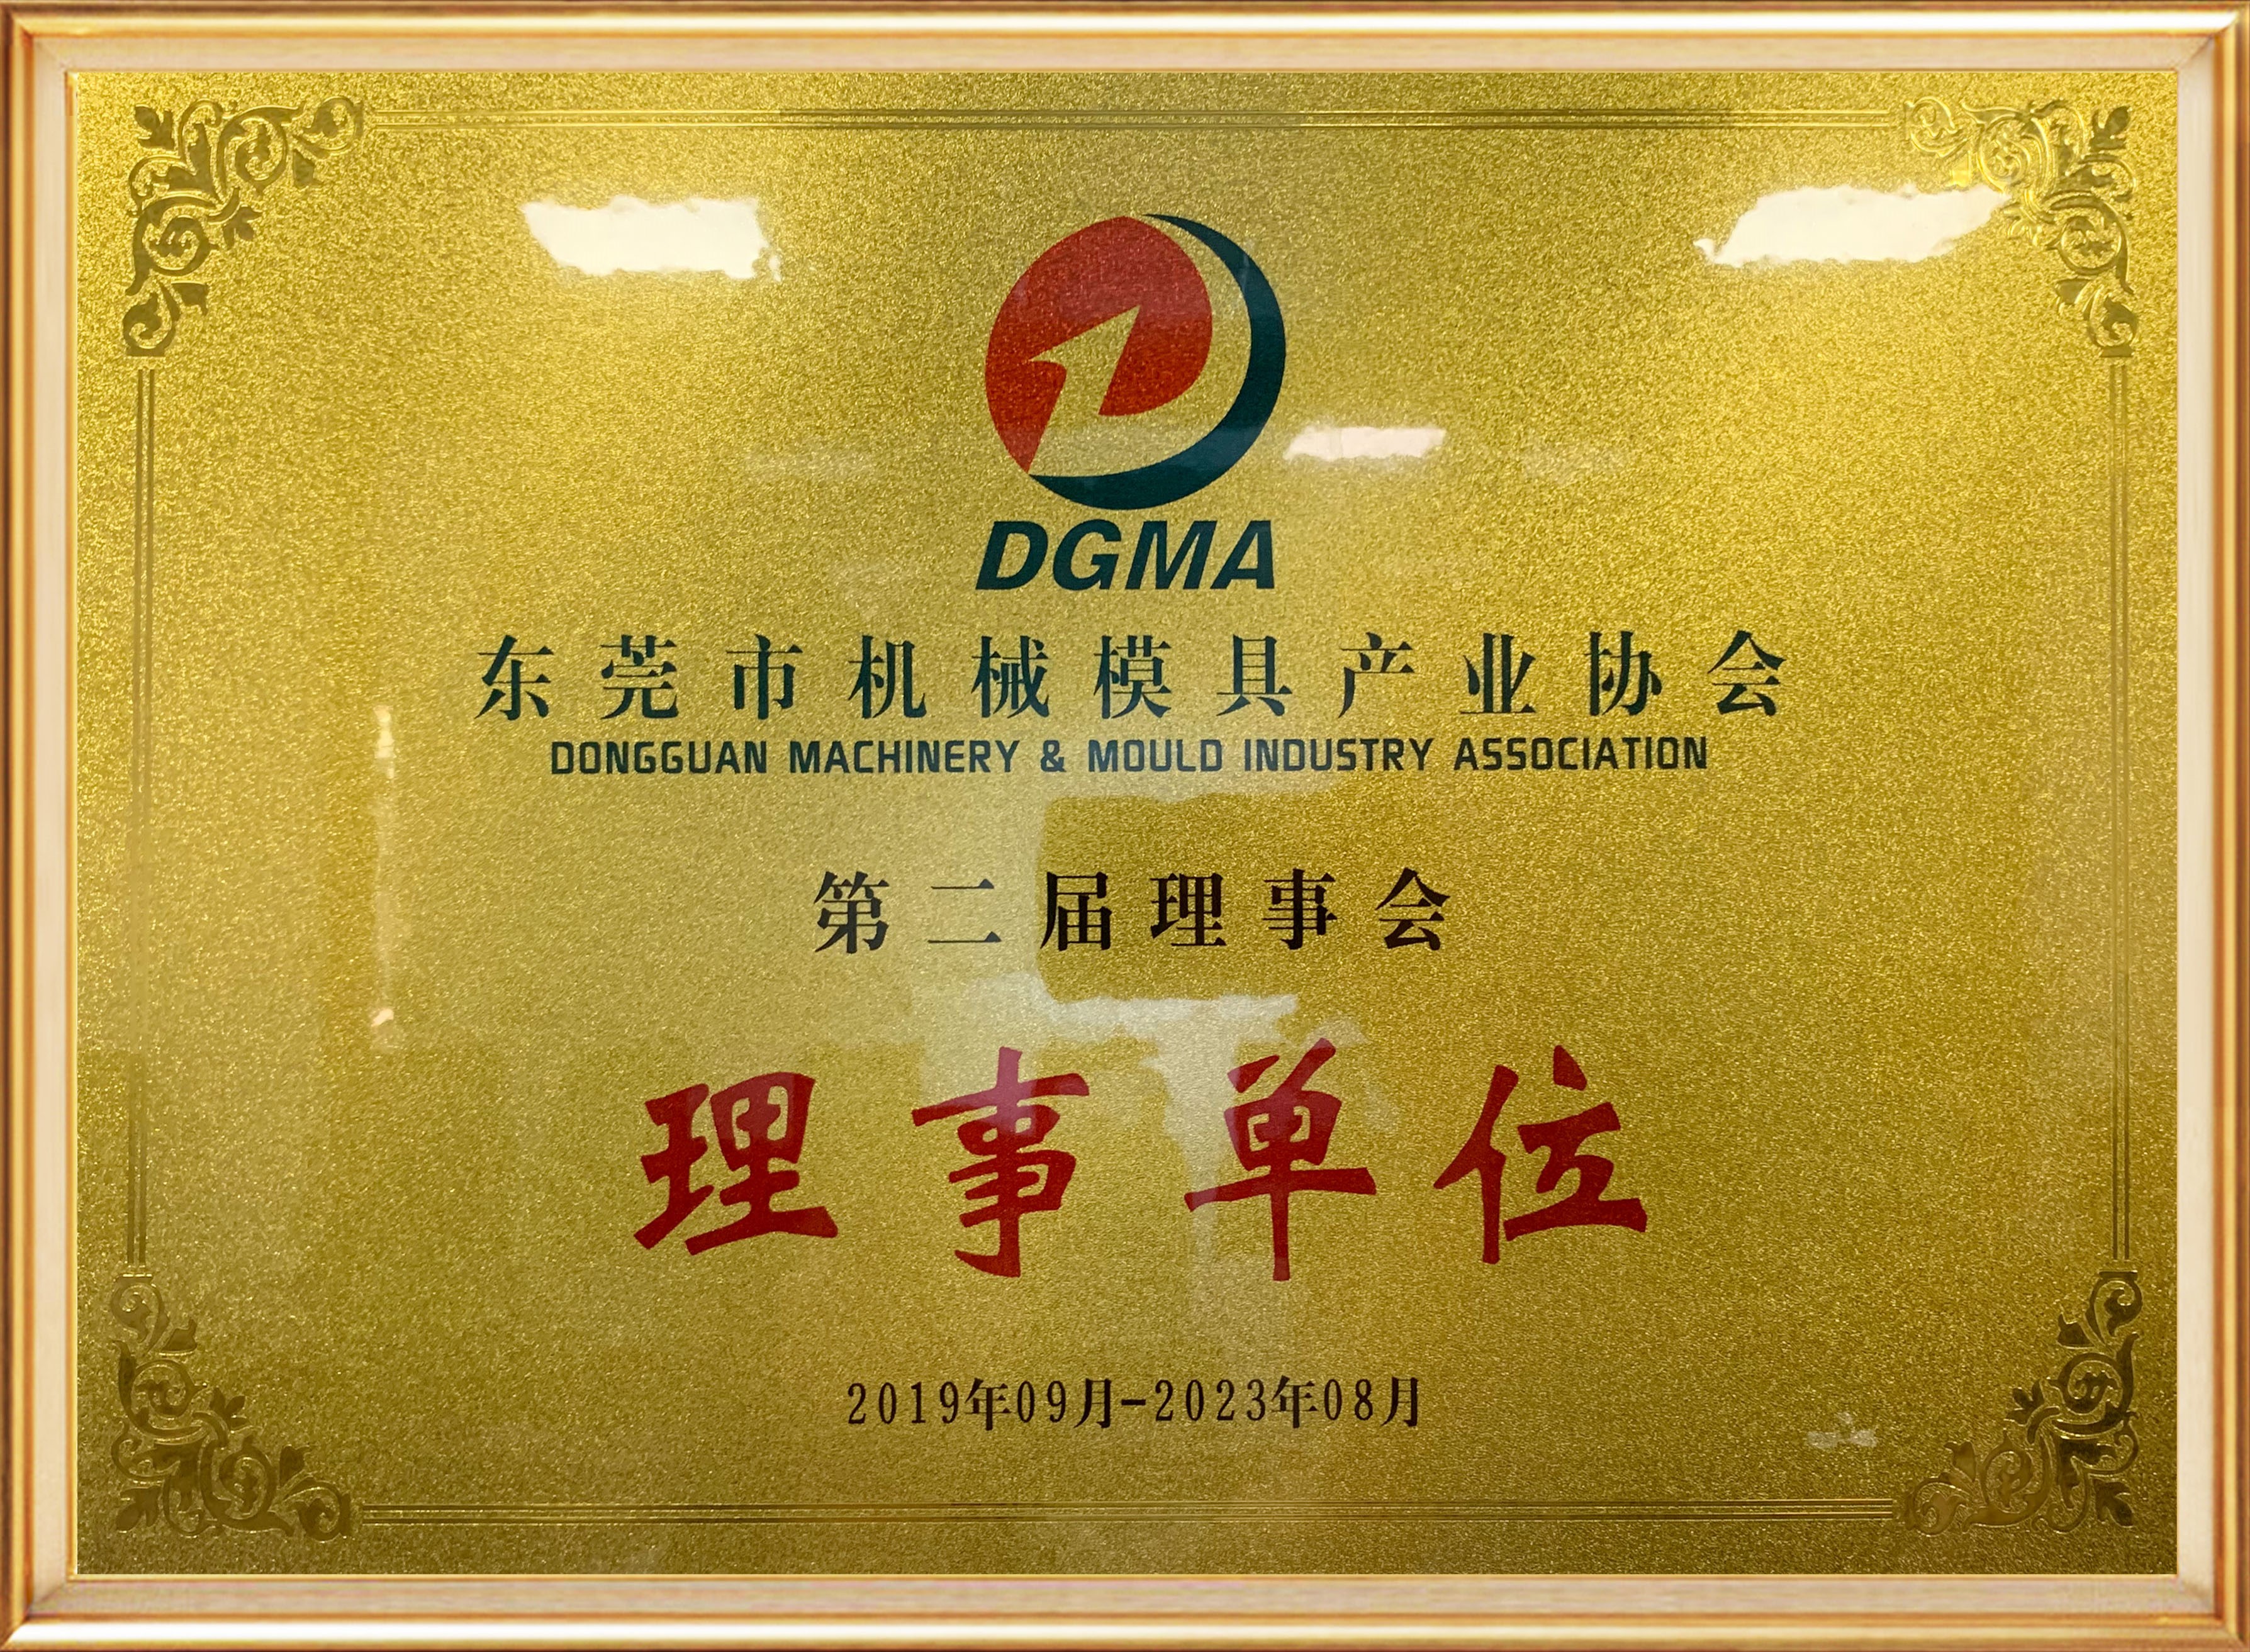 DGMA
东莞市机械模具产业协会
DONGGUAN MACHINERY & MOULD INDUSTRY ASSOCIATION
第二届理事会
理事单位
2019年09月-2023年08月